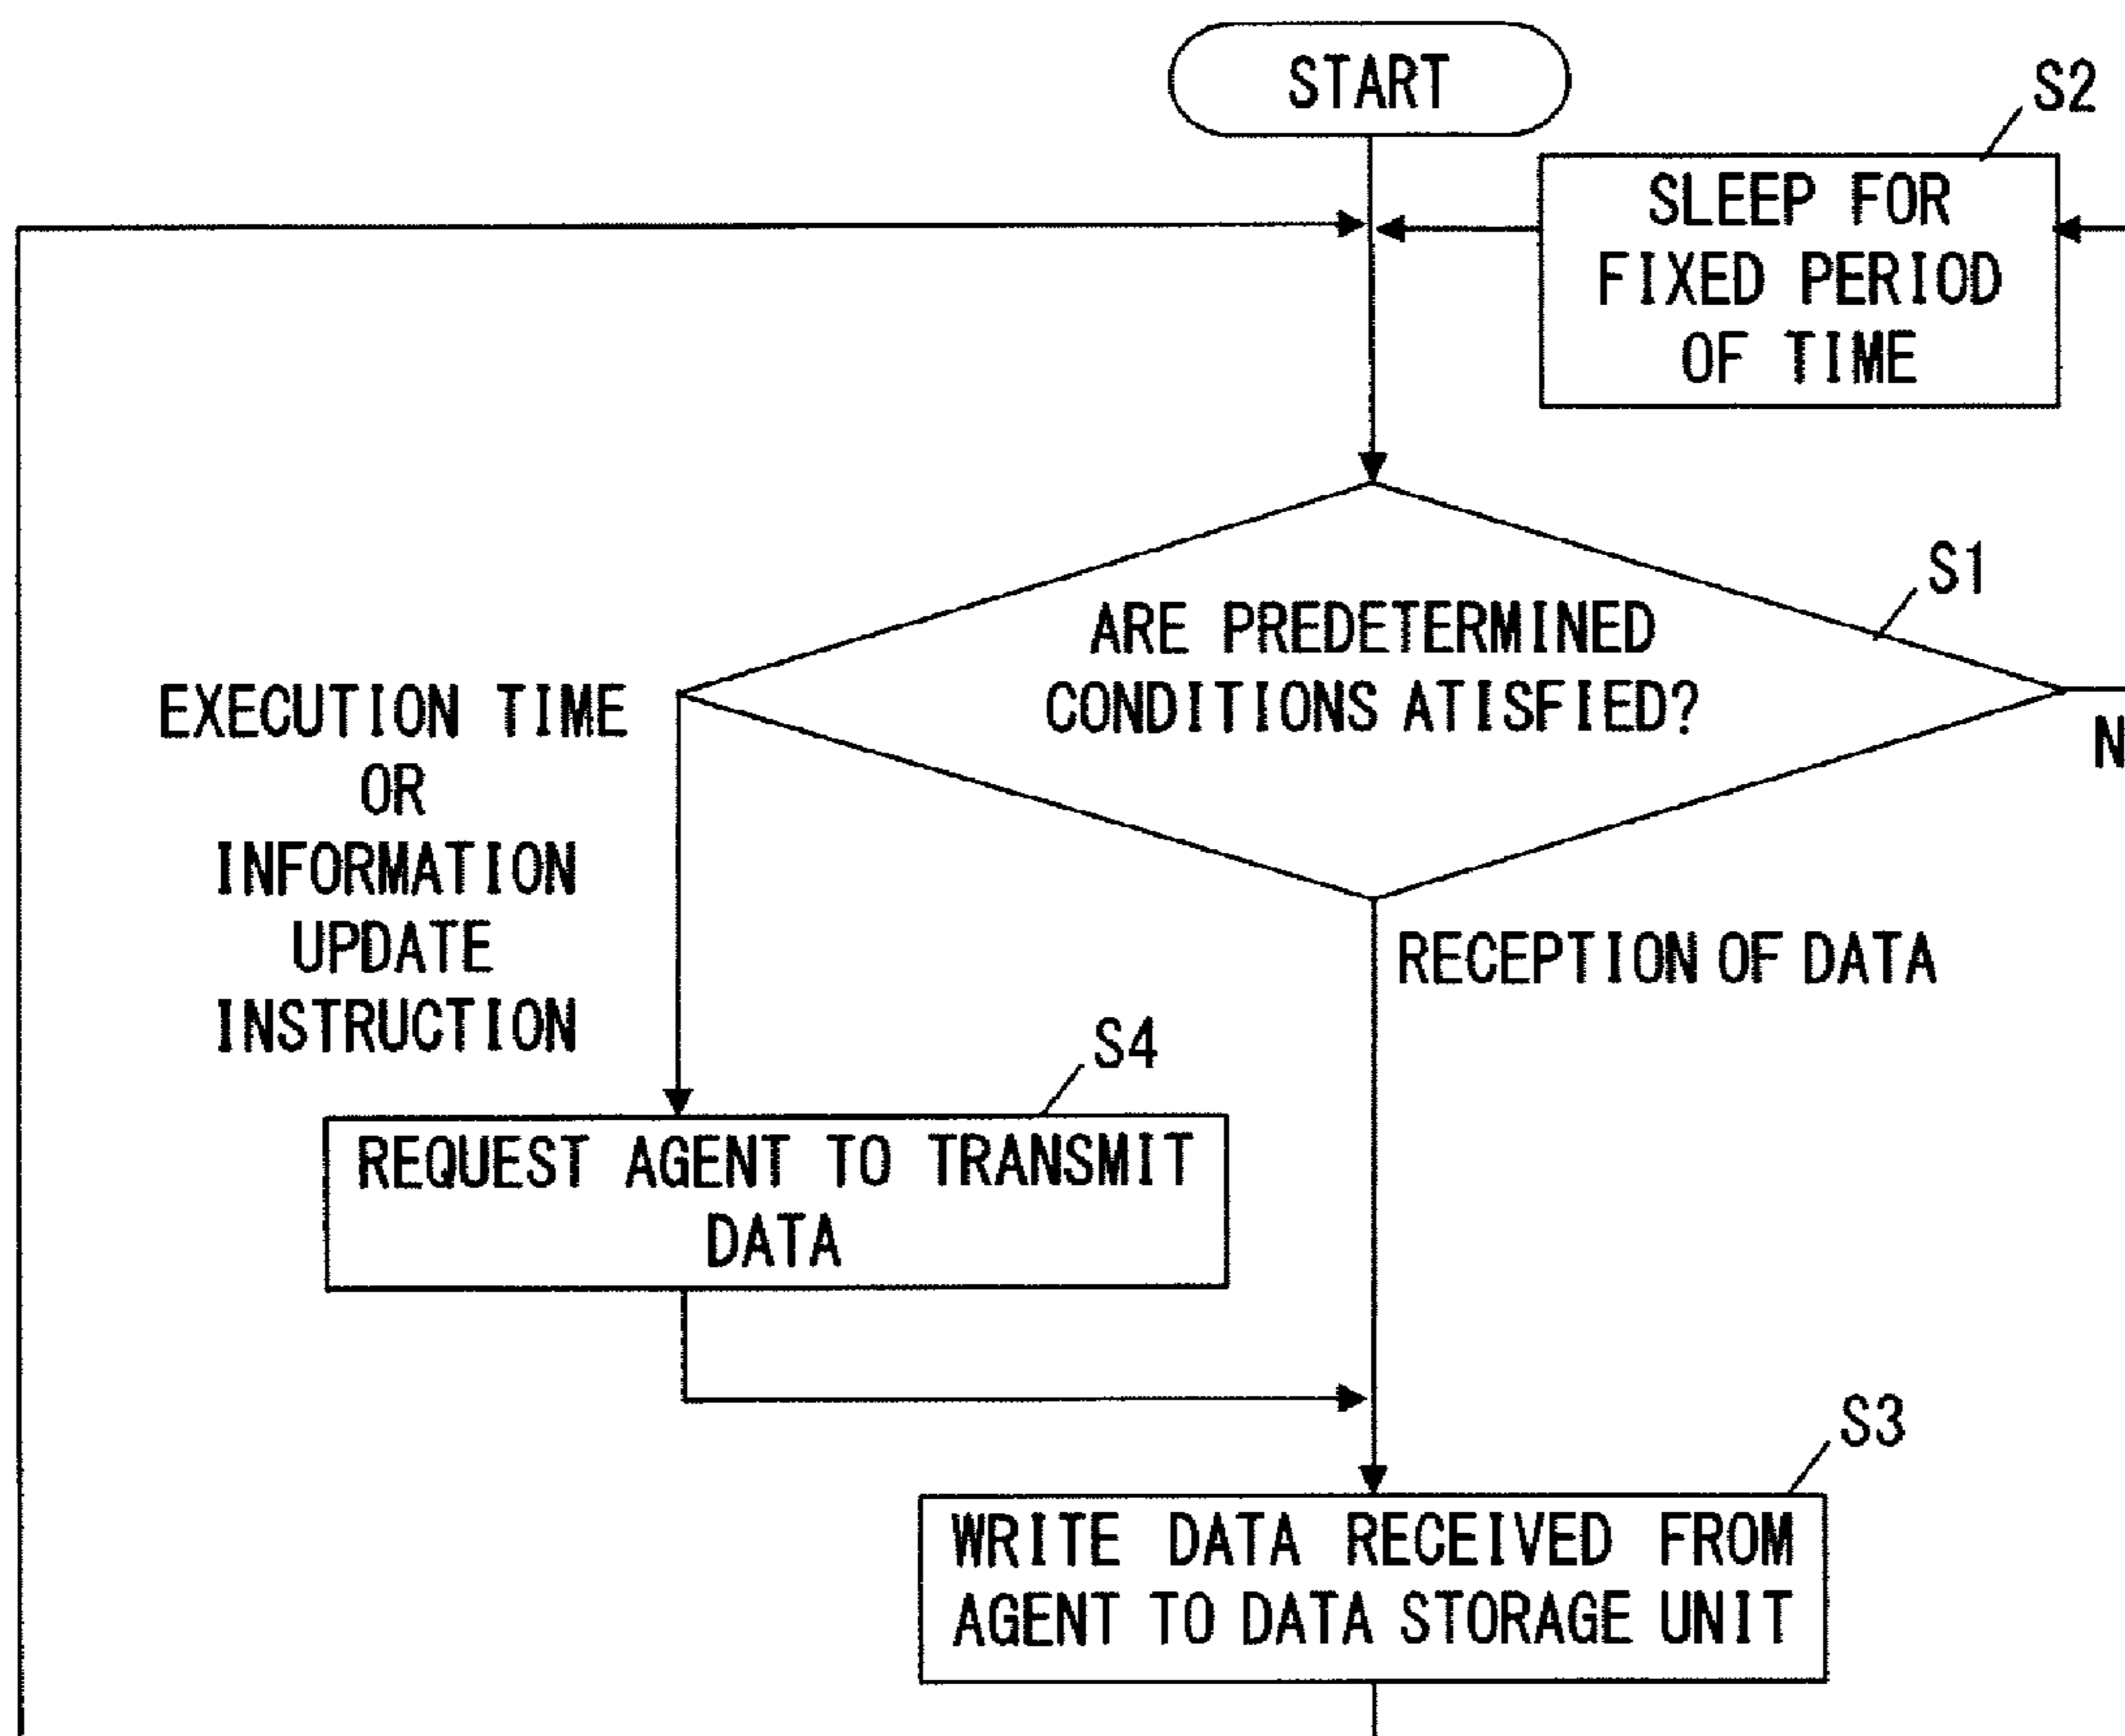 START
S2
SLEEP FOR
FIXED PERIOD
OF TIME
S1
ARE PREDETERMINED
CONDITIONS ATISFIED?
N
EXECUTION TIME
OR
INFORMATION
UPDATE
INSTRUCTION
RECEPTION OF DATA
S4
REQUEST AGENT TO TRANSMIT
DATA
S3
WRITE DATA RECEIVED FROM
AGENT TO DATA STORAGE UNIT